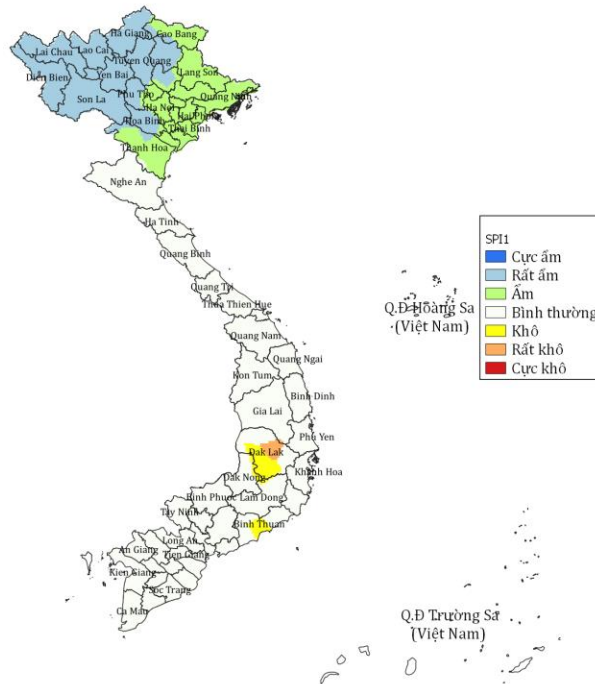 Ha Giang
Cao Bang
Lai Chau
Lao Cai
Tuyen Quang
Dien Bien
Yen Bai
Lang Son
Son La
Phu Tho
Quang Ninh
Ha Noi
Hoa Binh
Hai Phong
Thai Binh
Thanh Hoa
Nghe An
Ha Tinh
Quang Binh
Quang Tri
Thua Thien Hue
Quang Nam
Quang Ngai
Kon Tum
Binh Dinh
Gia Lai
Phu Yen
Dak Lak
Khanh Hoa
Dak Nong
Binh Phuoc
Lam Dong
Tay Ninh
Binh Thuan
Long An
An Giang
Tien Giang
Kien Giang
Soc Trang
Ca Mau
Q.Đ Hoàng Sa
(Việt Nam)
Q.Đ Trường Sa
(Việt Nam)
SPI1
Cực ẩm
Rất ẩm
Ẩm
Bình thường
Khô
Rất khô
Cực khô